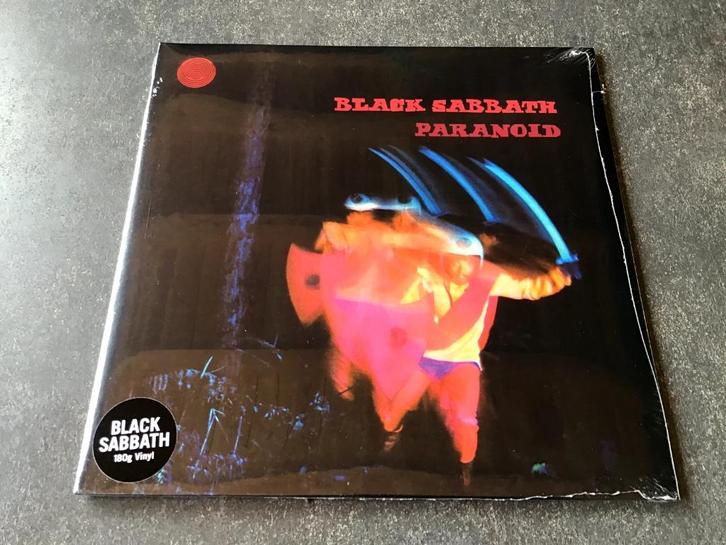 BLACK SABBATH
PARANOID
BLACK
SABBATH
180g Vinyl